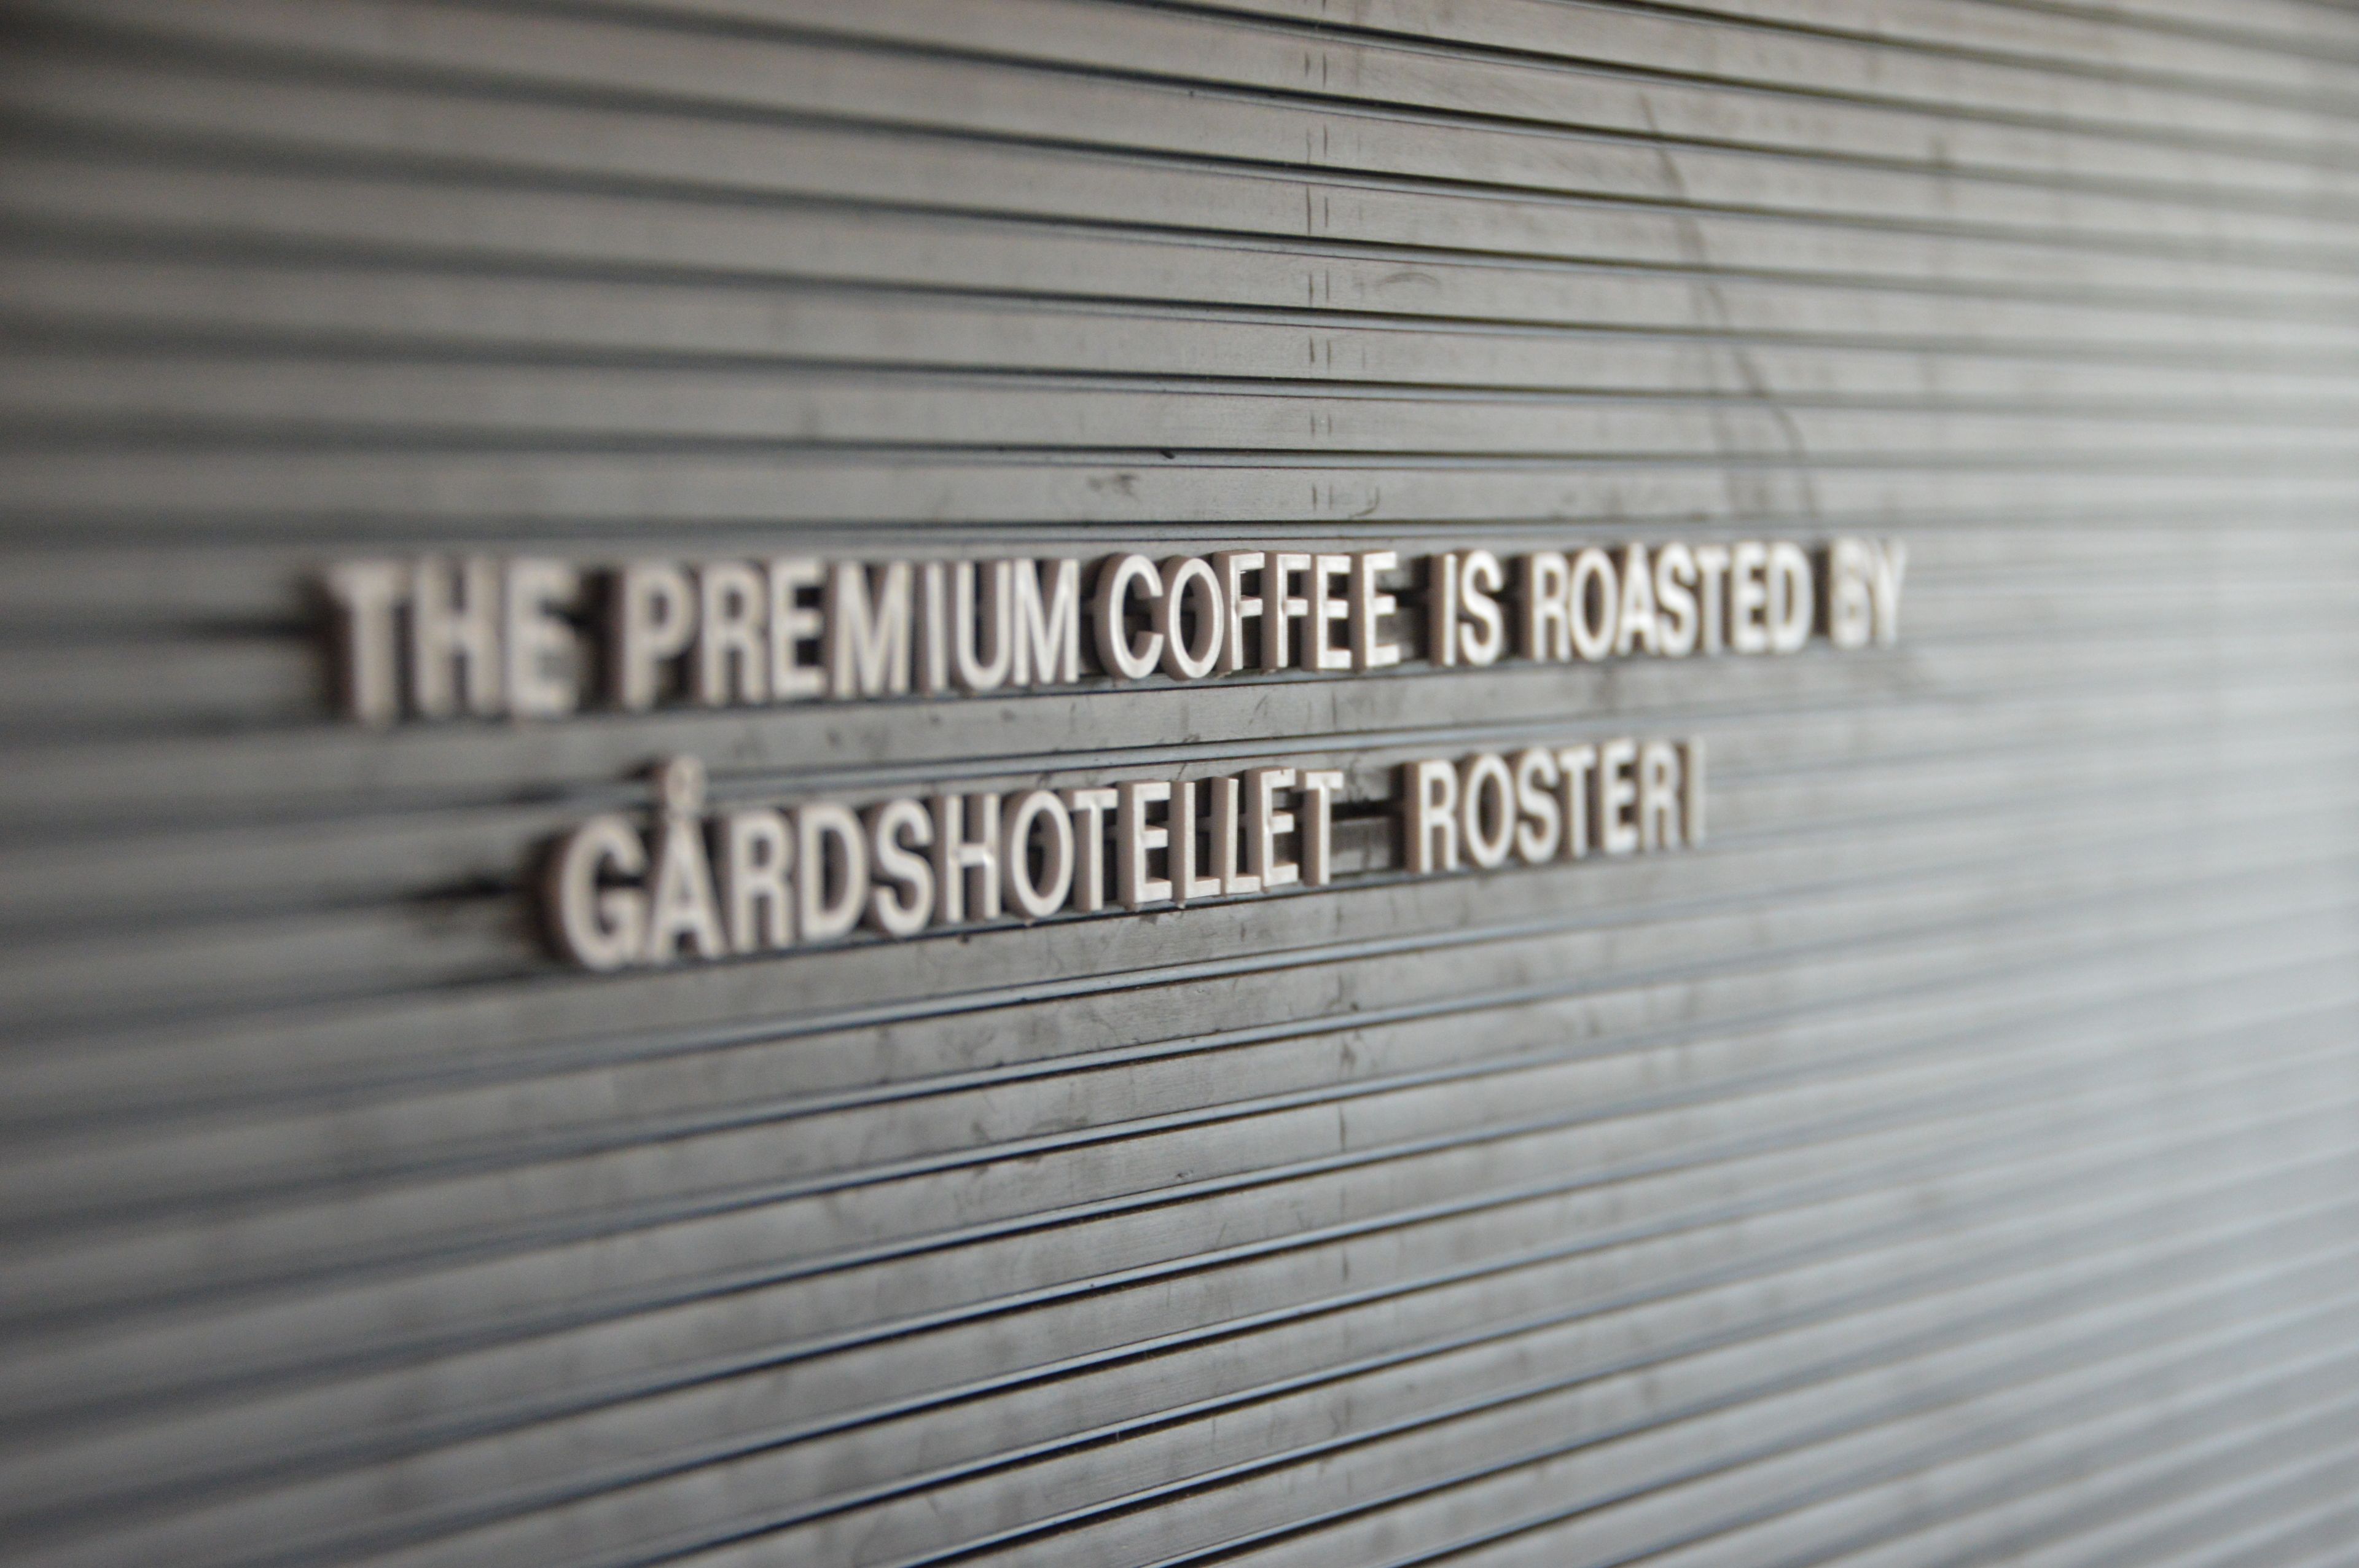 THE PREMIUM COFFEE IS ROASTED BY
GÅRDSHOTELLET ROSTERI